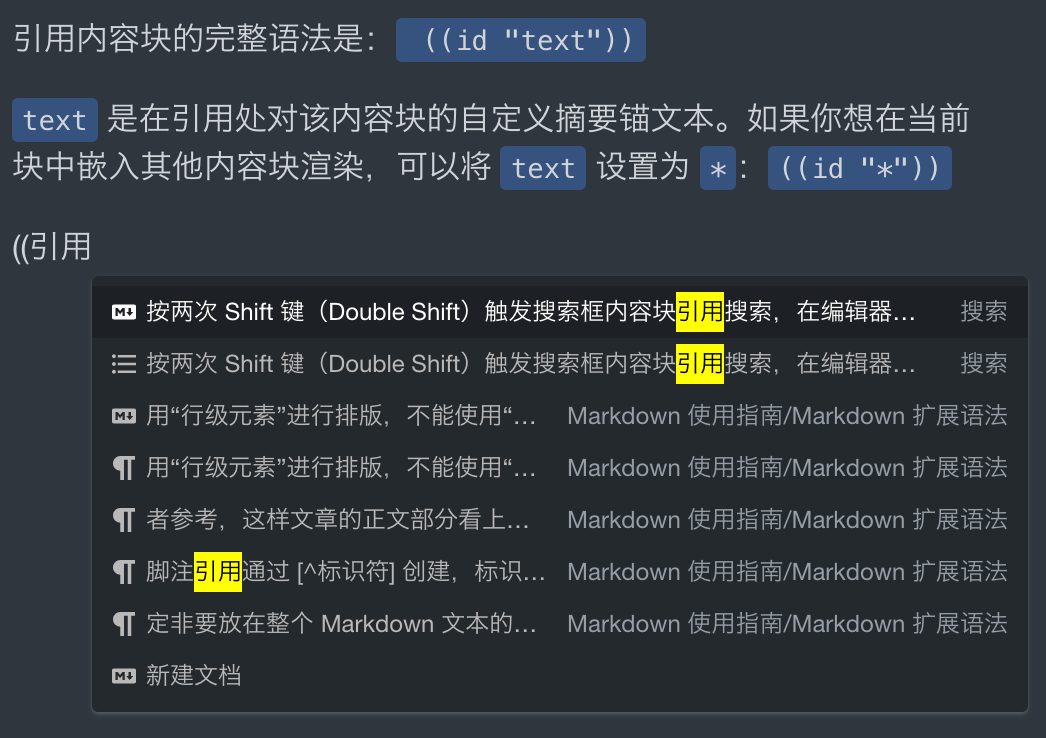 引用内容块的完整语法是： ((id "text"))
text 是在引用处对该内容块的自定义摘要锚文本。如果你想在当前
块中嵌入其他内容块渲染，可以将 text 设置为 *： ((id "*"))
((引用
按两次 Shift 键（Double Shift）触发搜索框内容块引用搜索，在编辑器… 搜索
按两次 Shift 键（Double Shift）触发搜索框内容块引用搜索，在编辑器… 搜索
用“行级元素”进行排版，不能使用“… Markdown 使用指南/Markdown 扩展语法
用“行级元素”进行排版，不能使用“… Markdown 使用指南/Markdown 扩展语法
者参考，这样文章的正文部分看上… Markdown 使用指南/Markdown 扩展语法
脚注引用通过 [^标识符] 创建，标识… Markdown 使用指南/Markdown 扩展语法
定非要放在整个 Markdown 文本的… Markdown 使用指南/Markdown 扩展语法
新建文档